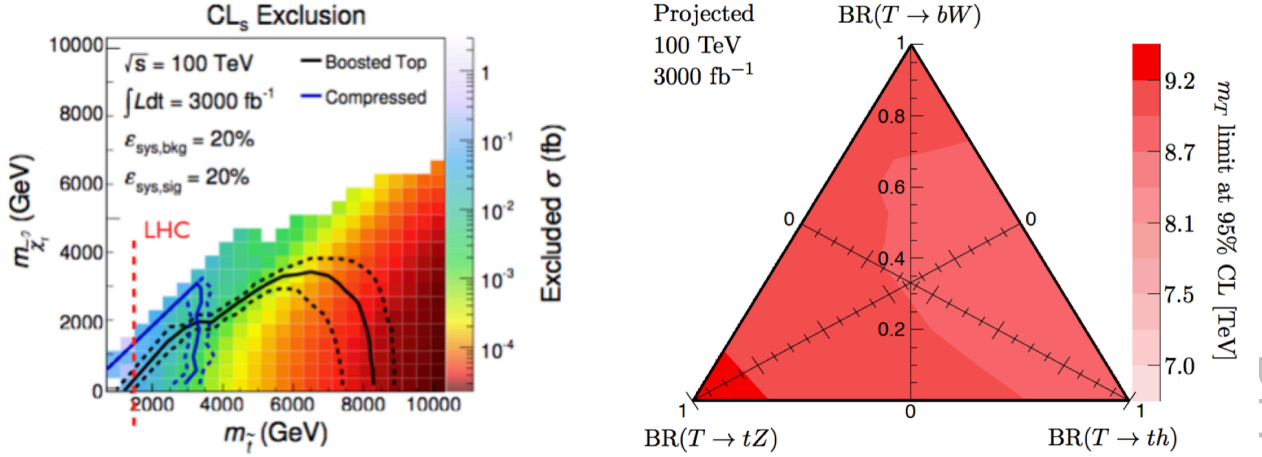 CLs Exclusion
10000
8000
6000
4000
2000
0
2000 4000 6000 8000 10000
√s = 100 TeV
∫Ldt = 3000 fb⁻¹
εsys,bkg = 20%
εsys,sig = 20%
Boosted Top
Compressed
LHC
m t̃ (GeV)
(GeV)
1
10⁻¹
10⁻²
10⁻³
10⁻⁴
Excluded σ (fb)
Projected
100 TeV
3000 fb⁻¹
BR(T → bW)
1
0.8
0.6
0.4
0.2
0
0
0
1
1
BR(T → tZ)
BR(T → th)
9.2
8.7
8.1
7.5
7.0
mT limit at 95% CL [TeV]